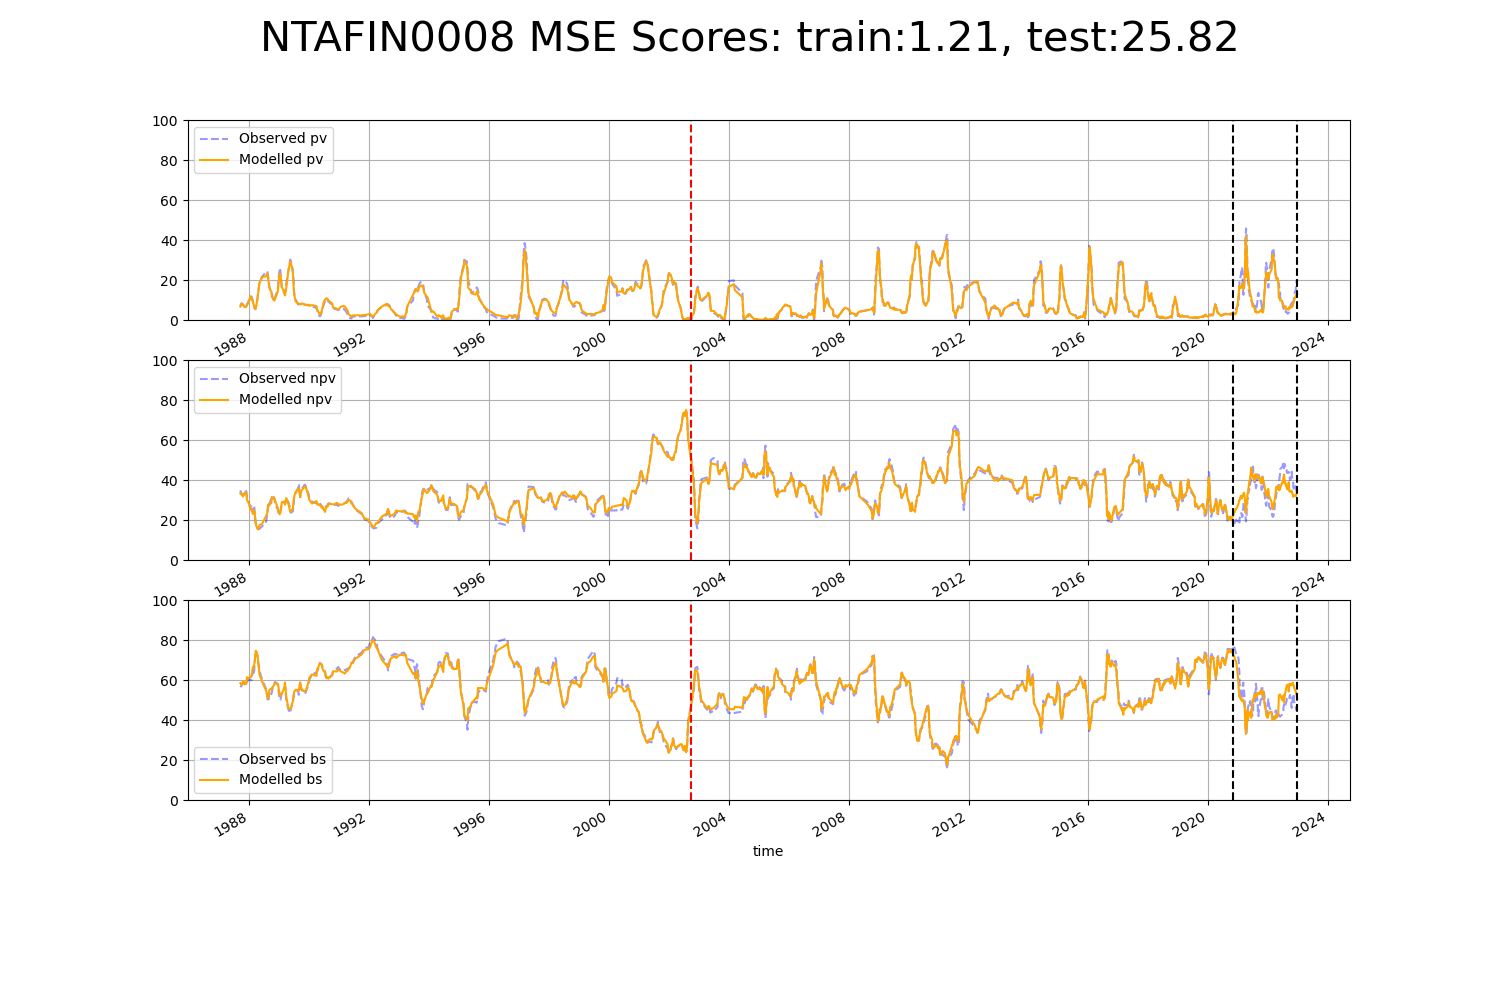 NTAFIN0008 MSE Scores: train:1.21, test:25.82
100
80
60
40
20
0
Observed pv
Modelled pv
1988 1992 1996 2000 2004 2008 2012 2016 2020 2024
100
80
60
40
20
0
Observed npv
Modelled npv
1988 1992 1996 2000 2004 2008 2012 2016 2020 2024
100
80
60
40
20
0
Observed bs
Modelled bs
1988 1992 1996 2000 2004 2008 2012 2016 2020 2024
time